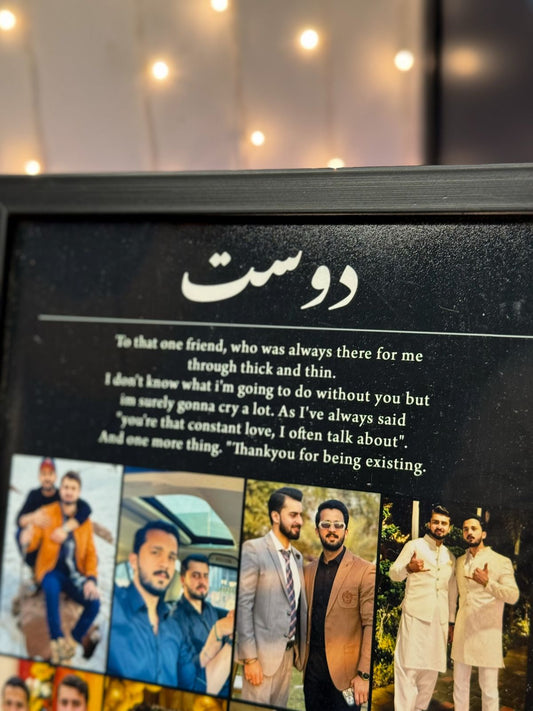 دوست
To that one friend, who was always there for me
through thick and thin.
I don't know what i'm going to do without you but
im surely gonna cry a lot. As I've always said
"you're that constant love, I often talk about".
And one more thing. "Thankyou for being existing.